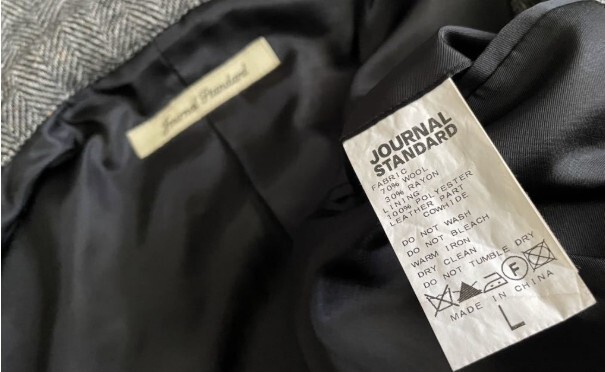 Journal Standard
JOURNAL
STANDARD
FABRIC
70% WOOL
30% RAYON
LINING
100% POLYESTER
LEATHER PART
COWHIDE
DO NOT WASH
DO NOT BLEACH
WARM IRON
DRY CLEAN
DO NOT TUMBLE DRY
F
MADE IN CHINA
L